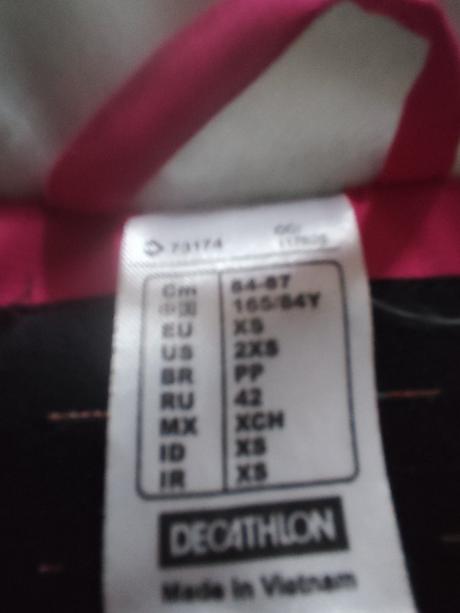 73174
Cm 84-87
中国 165/84Y
EU XS
US 2XS
BR PP
RU 42
MX XCH
ID XS
IR XS
DECATHLON
Made in Vietnam